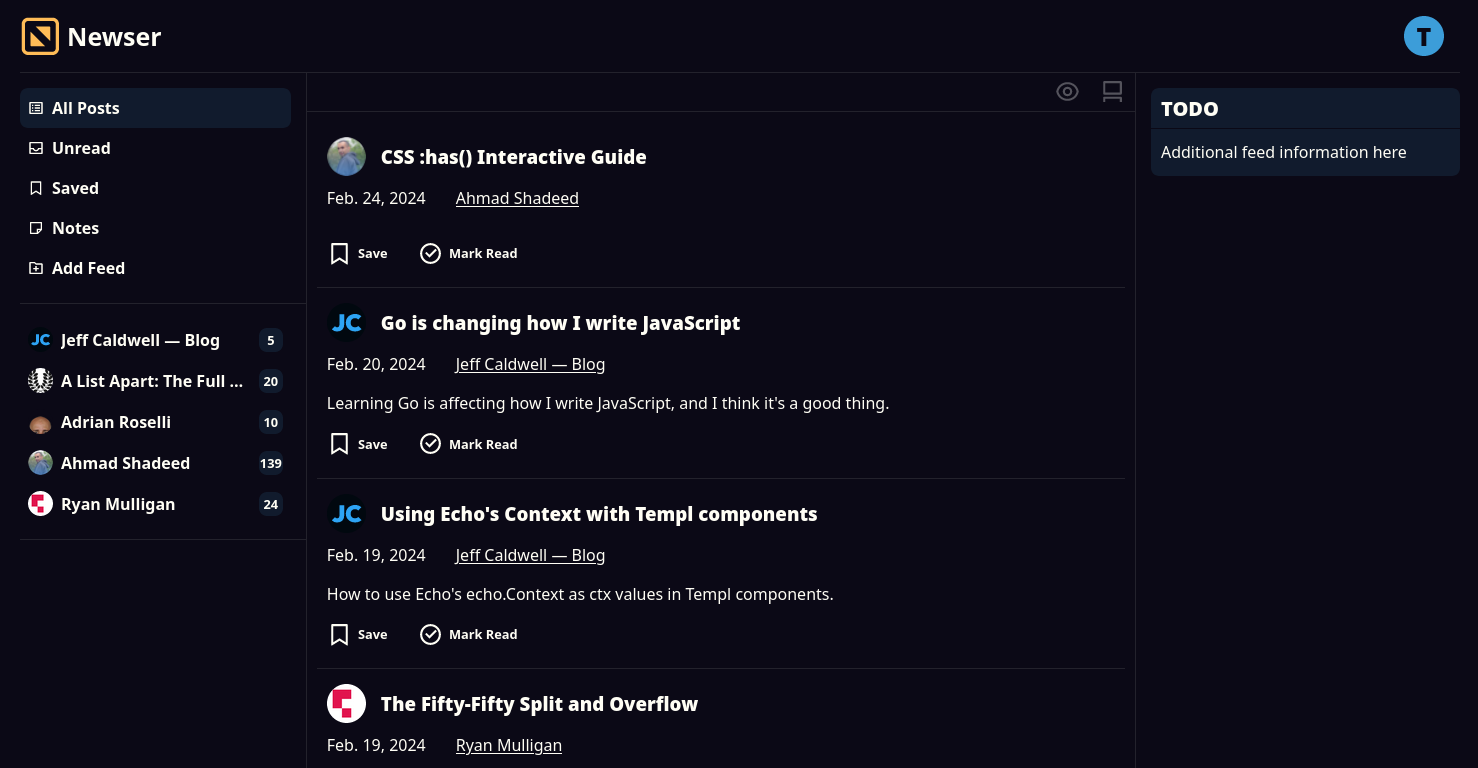 Newser
T
All Posts
Unread
Saved
Notes
Add Feed
JC Jeff Caldwell — Blog 5
A List Apart: The Full ... 20
Adrian Roselli 10
Ahmad Shadeed 139
Ryan Mulligan 24
CSS :has() Interactive Guide
Feb. 24, 2024 Ahmad Shadeed
Save Mark Read
JC Go is changing how I write JavaScript
Feb. 20, 2024 Jeff Caldwell — Blog
Learning Go is affecting how I write JavaScript, and I think it's a good thing.
Save Mark Read
JC Using Echo's Context with Templ components
Feb. 19, 2024 Jeff Caldwell — Blog
How to use Echo's echo.Context as ctx values in Templ components.
Save Mark Read
The Fifty-Fifty Split and Overflow
Feb. 19, 2024 Ryan Mulligan
TODO
Additional feed information here